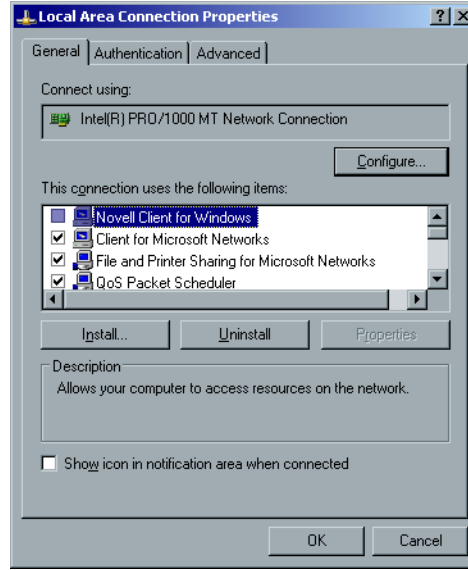 Local Area Connection Properties
General Authentication Advanced
Connect using:
Intel(R) PRO/1000 MT Network Connection
Configure...
This connection uses the following items:
Novell Client for Windows
Client for Microsoft Networks
File and Printer Sharing for Microsoft Networks
QoS Packet Scheduler
Install... Uninstall Properties
Description
Allows your computer to access resources on the network.
Show icon in notification area when connected
OK Cancel